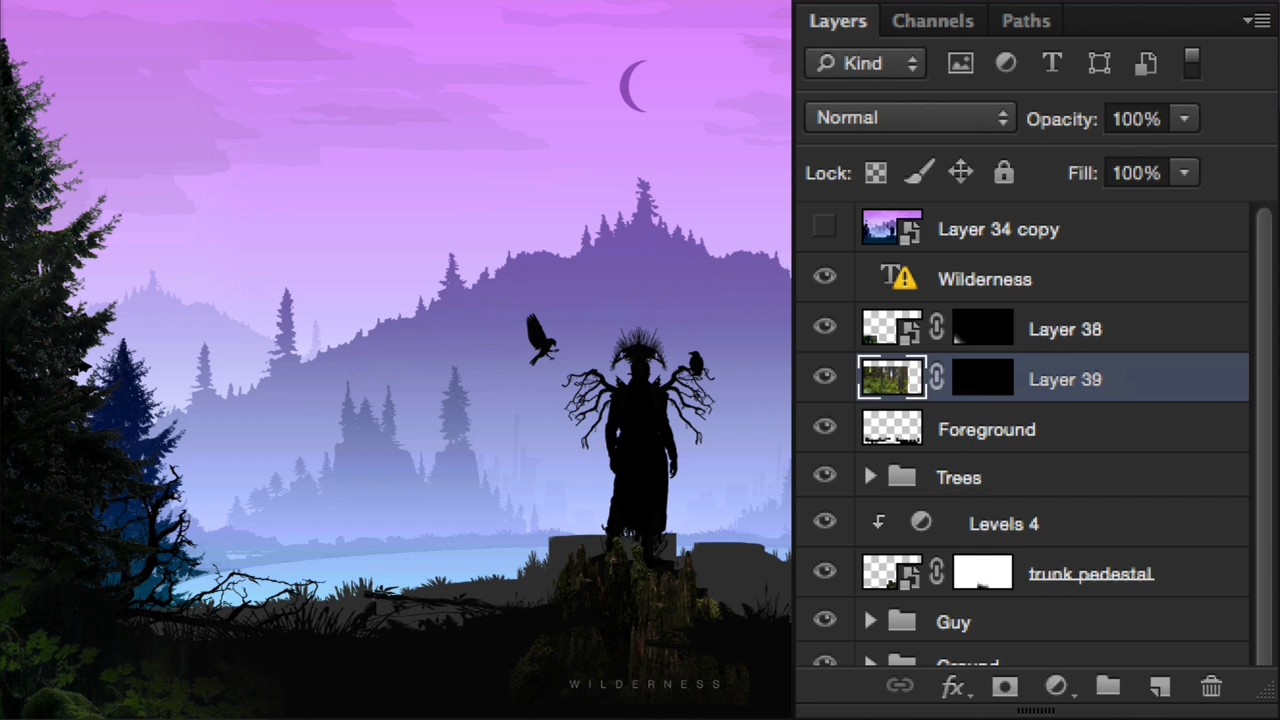 Layers Channels Paths
Kind
Normal Opacity: 100%
Lock: Fill: 100%
Layer 34 copy
Wilderness
Layer 38
Layer 39
Foreground
Trees
Levels 4
trunk pedestal
Guy
Ground
WILDERNESS